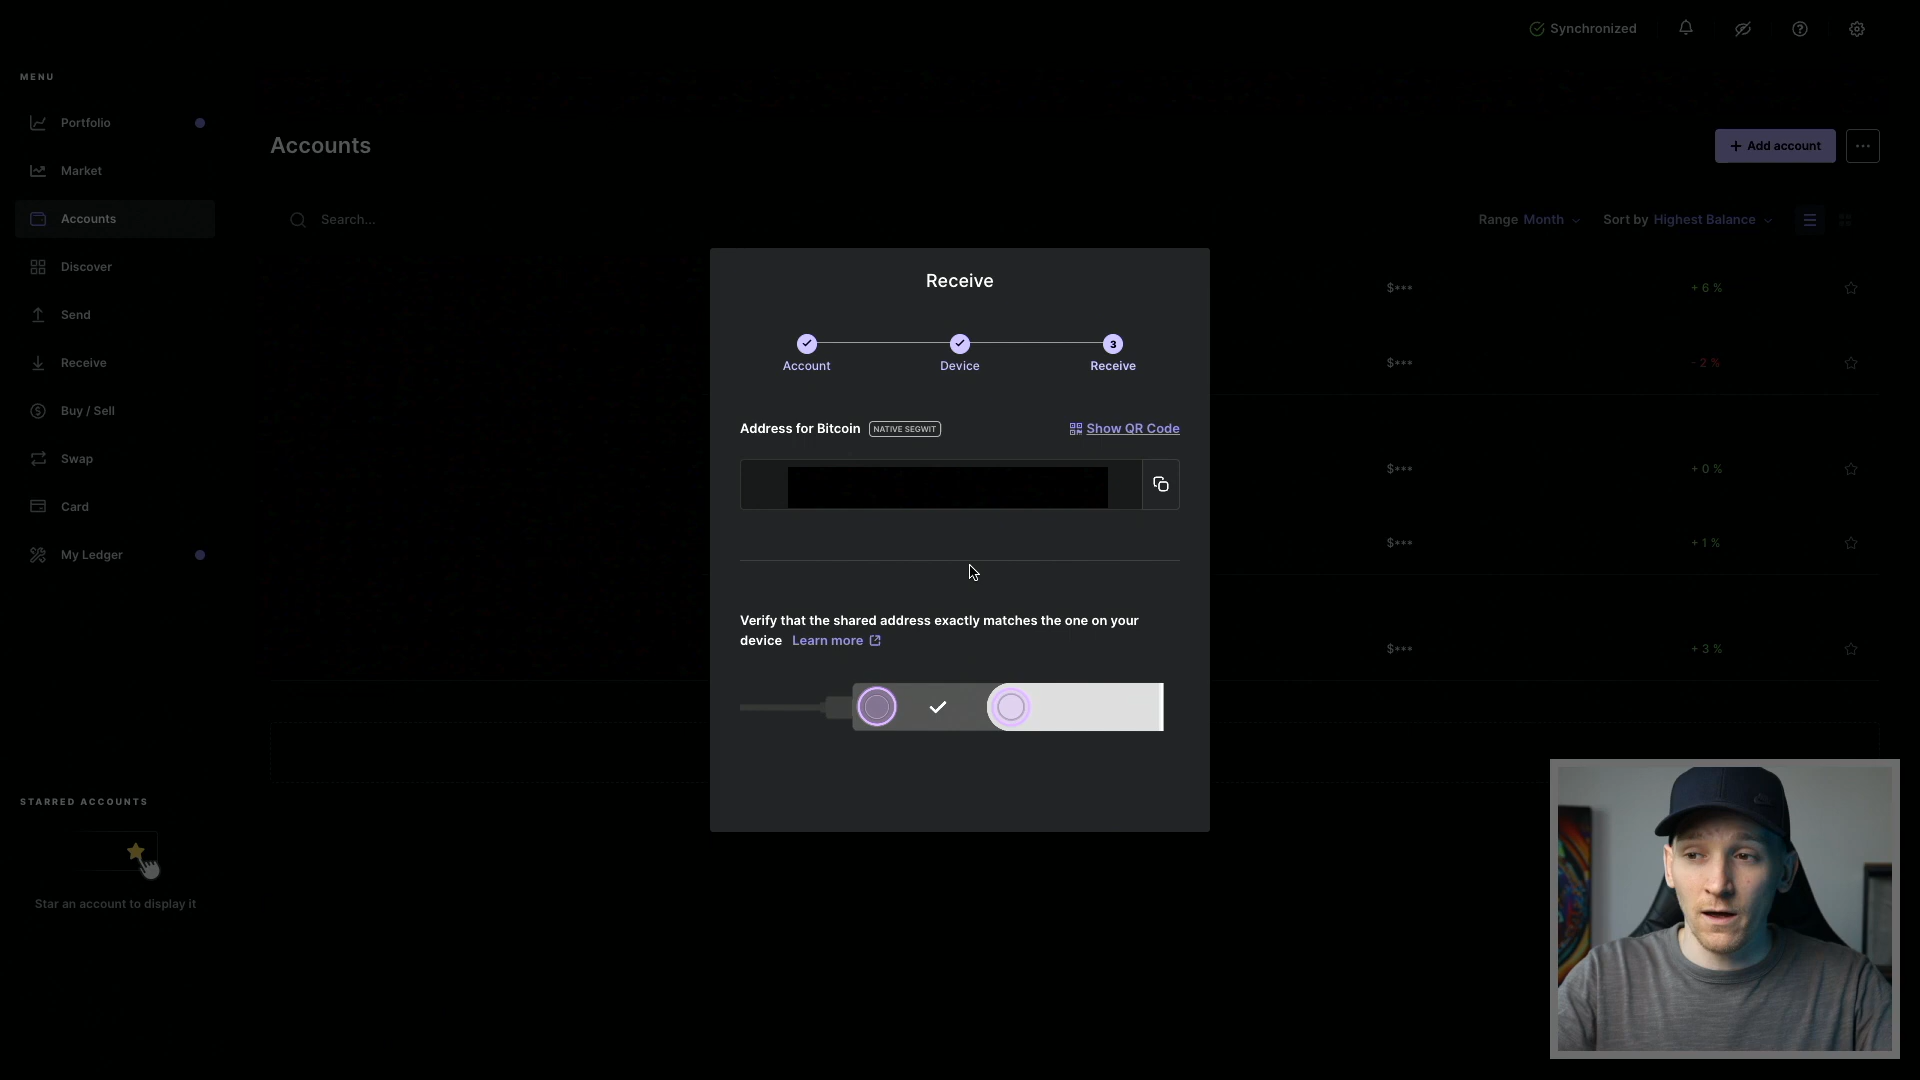 Synchronized
MENU
Portfolio
Market
Accounts
Discover
Send
Receive
Buy / Sell
Swap
Card
My Ledger
STARRED ACCOUNTS
Star an account to display it
Accounts
+ Add account
Search...
Range Month
Sort by Highest Balance
$*** + 6 %
$*** - 2 %
$*** + 0 %
$*** + 1 %
$*** + 3 %
Receive
3
Account Device Receive
Address for Bitcoin NATIVE SEGWIT Show QR Code
Verify that the shared address exactly matches the one on your
device Learn more